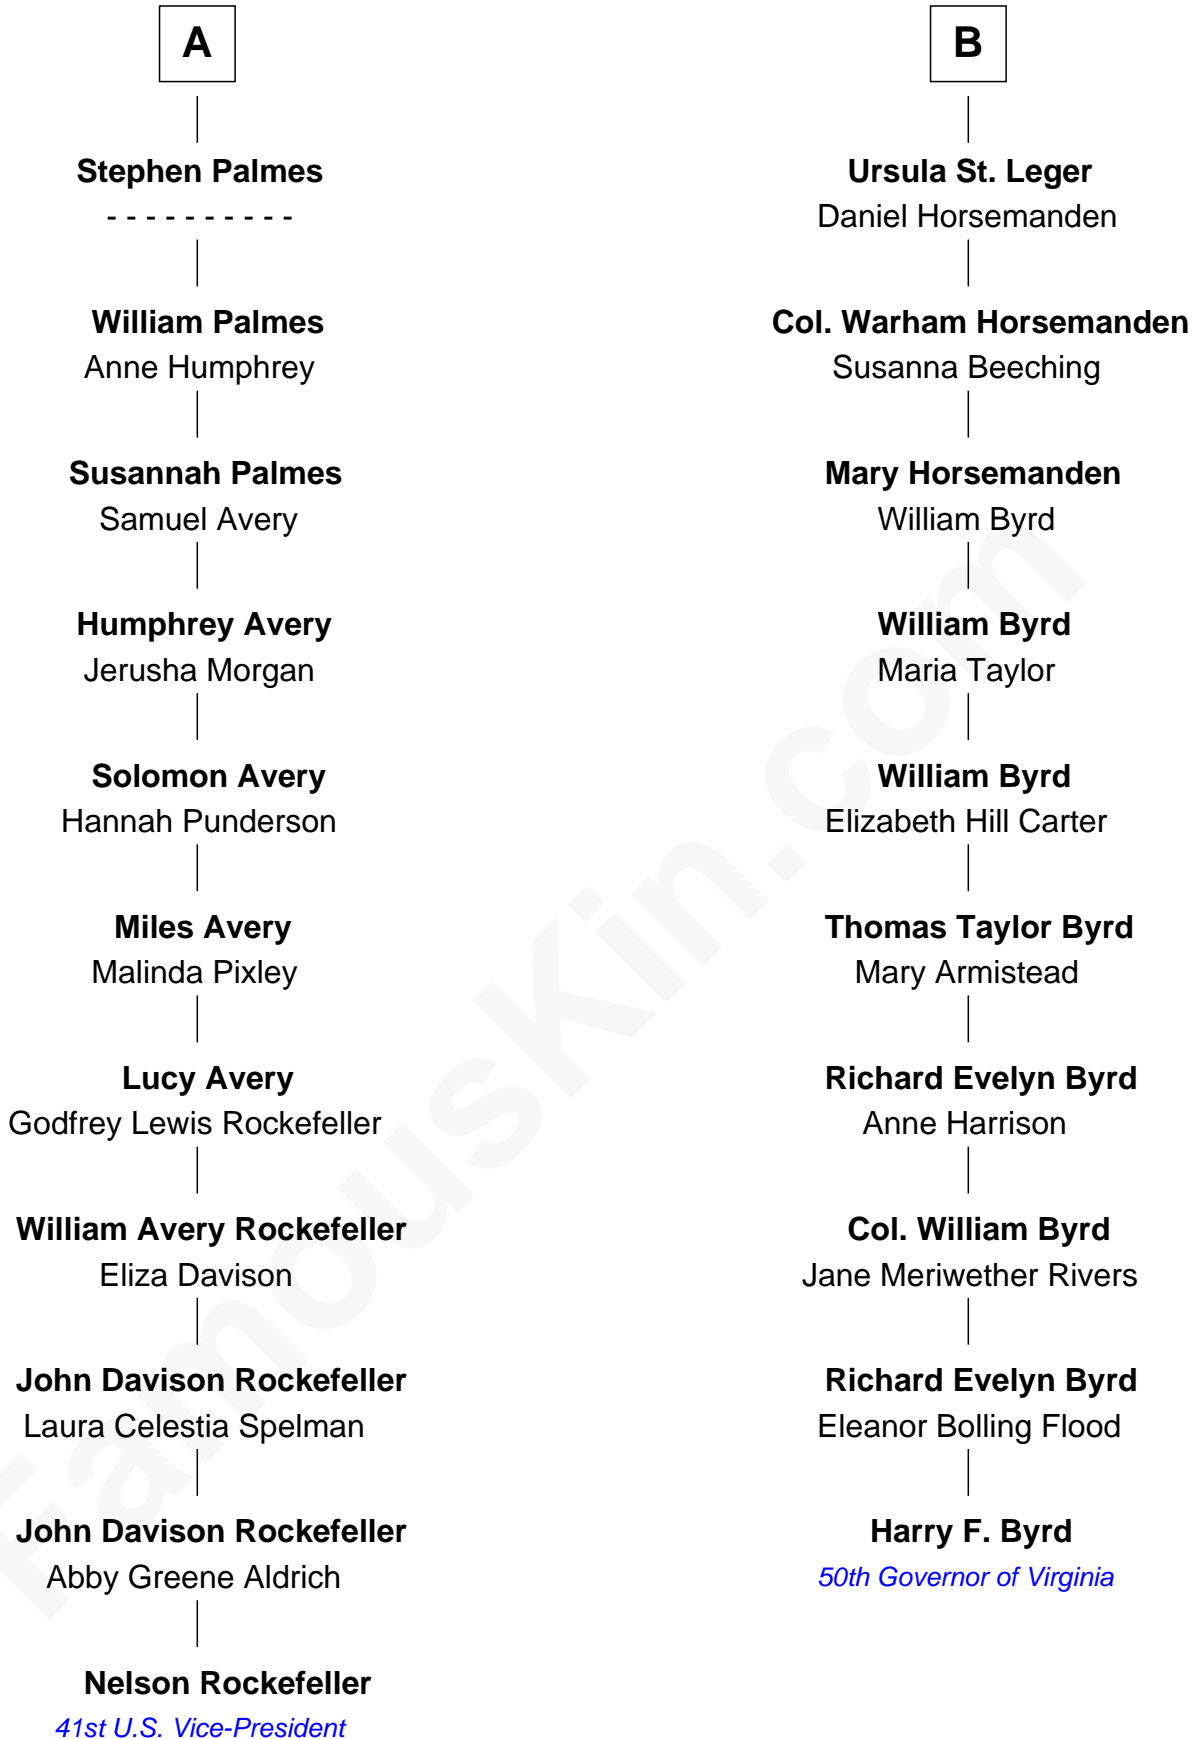 A
Stephen Palmes
- - - - - - - - - -
William Palmes
Anne Humphrey
Susannah Palmes
Samuel Avery
Humphrey Avery
Jerusha Morgan
Solomon Avery
Hannah Punderson
Miles Avery
Malinda Pixley
Lucy Avery
Godfrey Lewis Rockefeller
William Avery Rockefeller
Eliza Davison
John Davison Rockefeller
Laura Celestia Spelman
John Davison Rockefeller
Abby Greene Aldrich
Nelson Rockefeller
41st U.S. Vice-President
B
Ursula St. Leger
Daniel Horsemanden
Col. Warham Horsemanden
Susanna Beeching
Mary Horsemanden
William Byrd
William Byrd
Maria Taylor
William Byrd
Elizabeth Hill Carter
Thomas Taylor Byrd
Mary Armistead
Richard Evelyn Byrd
Anne Harrison
Col. William Byrd
Jane Meriwether Rivers
Richard Evelyn Byrd
Eleanor Bolling Flood
Harry F. Byrd
50th Governor of Virginia
FamousKin.com